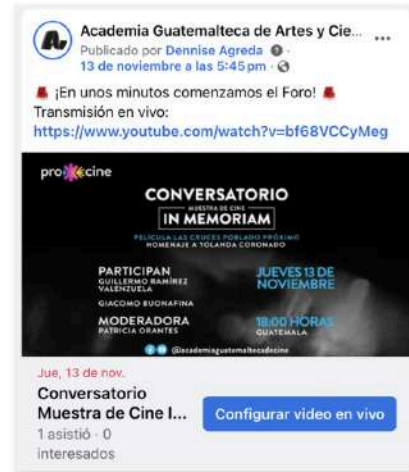 Academia Guatemalteca de Artes y Cie...
Publicado por Dennise Agreda
13 de noviembre a las 5:45 pm
¡En unos minutos comenzamos el Foro!
Transmisión en vivo:
https://www.youtube.com/watch?v=bf68VCCyMeg
pro cine
CONVERSATORIO
MUESTRA DE CINE
IN MEMORIAM
PELÍCULA LAS CRUCES POBLADO PRÓXIMO
HOMENAJE A YOLANDA CORONADO
PARTICIPAN
GUILLERMO RAMÍREZ
VALENZUELA
GIACOMO BUONAFINA
MODERADORA
PATRICIA ORANTES
JUEVES 13 DE
NOVIEMBRE
18:00 HORAS
GUATEMALA
@academiaguatemaltecadecine
Jue, 13 de nov.
Conversatorio
Muestra de Cine I...
1 asistió · 0
interesados
Configurar video en vivo